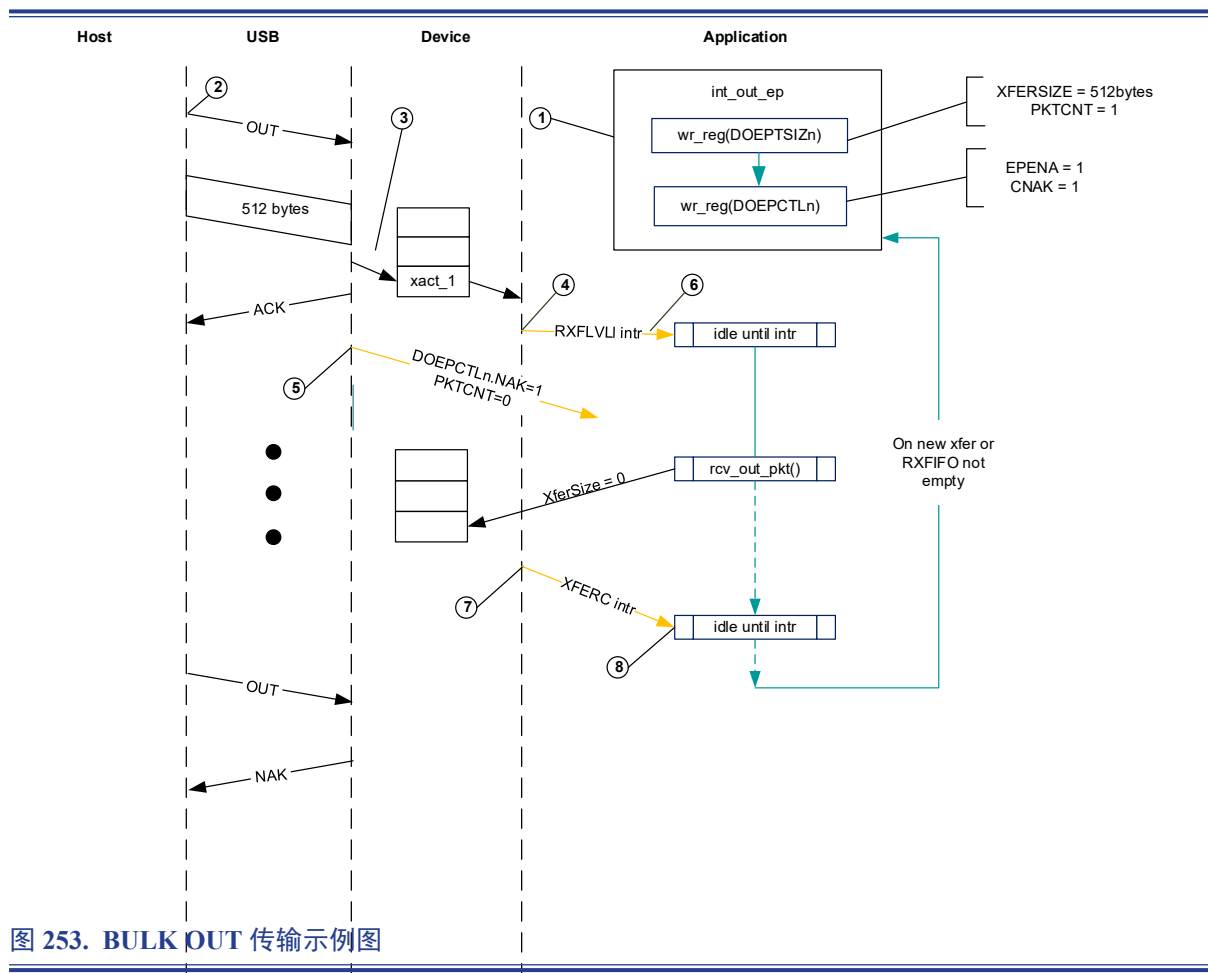 Host USB Device Application
2
OUT
3
1
int_out_ep
wr_reg(DOEPTSIZn)
wr_reg(DOEPCTLn)
XFERSIZE = 512bytes
PKTCNT = 1
EPENA = 1
CNAK = 1
512 bytes
xact_1
ACK
4
6
RXFLVLI intr
idle until intr
5
DOEPCTLn.NAK=1
PKTCNT=0
On new xfer or
RXFIFO not
empty
rcv_out_pkt()
XferSize = 0
7
XFERC intr
idle until intr
8
OUT
NAK
图 253. BULK OUT 传输示例图